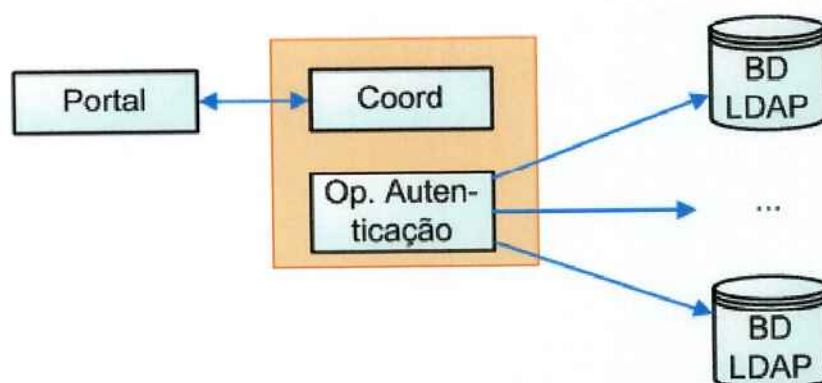 Portal
Coord
Op. Auten-
ticação
BD
LDAP
...
BD
LDAP